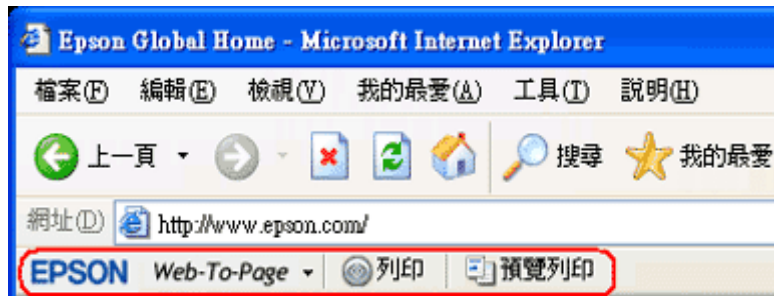 Epson Global Home - Microsoft Internet Explorer
檔案(F) 編輯(E) 檢視(V) 我的最愛(A) 工具(T) 說明(H)
上一頁 搜尋 我的最愛
網址(D) http://www.epson.com/
EPSON Web-To-Page 列印 預覽列印